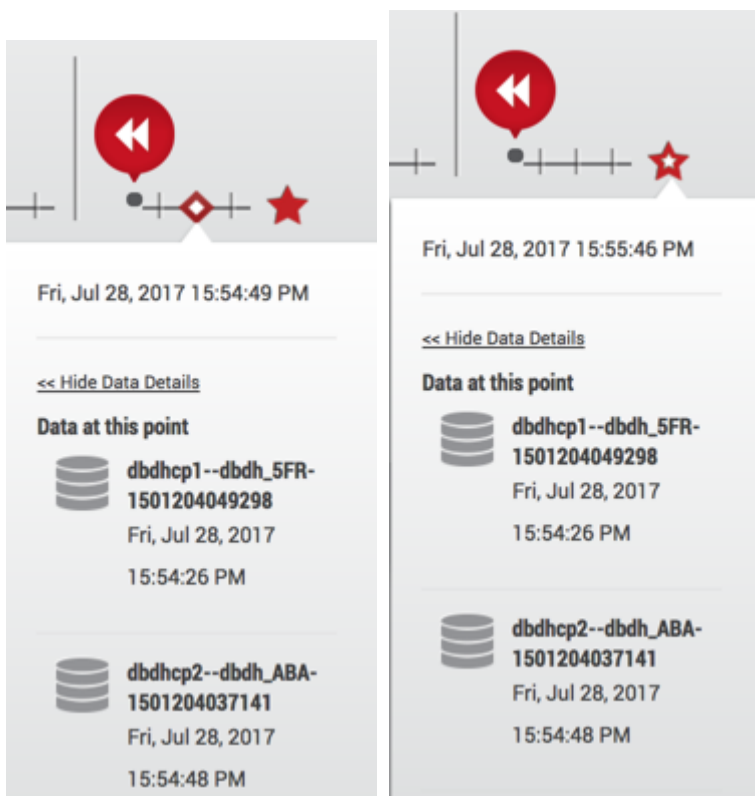 Fri, Jul 28, 2017 15:54:49 PM
<< Hide Data Details
Data at this point
dbdhcp1--dbdh_5FR-
1501204049298
Fri, Jul 28, 2017
15:54:26 PM
dbdhcp2--dbdh_ABA-
1501204037141
Fri, Jul 28, 2017
15:54:48 PM
Fri, Jul 28, 2017 15:55:46 PM
<< Hide Data Details
Data at this point
dbdhcp1--dbdh_5FR-
1501204049298
Fri, Jul 28, 2017
15:54:26 PM
dbdhcp2--dbdh_ABA-
1501204037141
Fri, Jul 28, 2017
15:54:48 PM